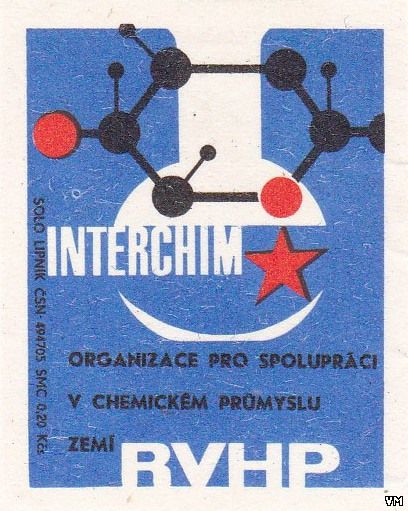 INTERCHIM
ORGANIZACE PRO SPOLUPRÁCI
V CHEMICKÉM PRŮMYSLU
ZEMÍ RVHP
SOLO LIPNÍK ČSN - 494705 SMC 0,20 Kčs
VM